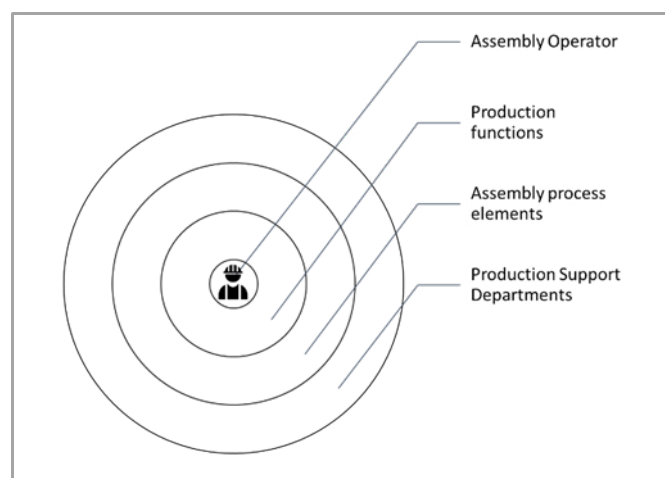 Assembly Operator
Production
functions
Assembly process
elements
Production Support
Departments